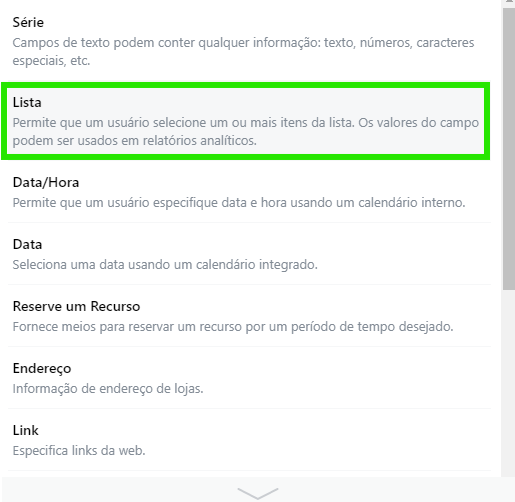 Série
Campos de texto podem conter qualquer informação: texto, números, caracteres
especiais, etc.
Lista
Permite que um usuário selecione um ou mais itens da lista. Os valores do campo
podem ser usados em relatórios analíticos.
Data/Hora
Permite que um usuário especifique data e hora usando um calendário interno.
Data
Seleciona uma data usando um calendário integrado.
Reserve um Recurso
Fornece meios para reservar um recurso por um período de tempo desejado.
Endereço
Informação de endereço de lojas.
Link
Especifica links da web.